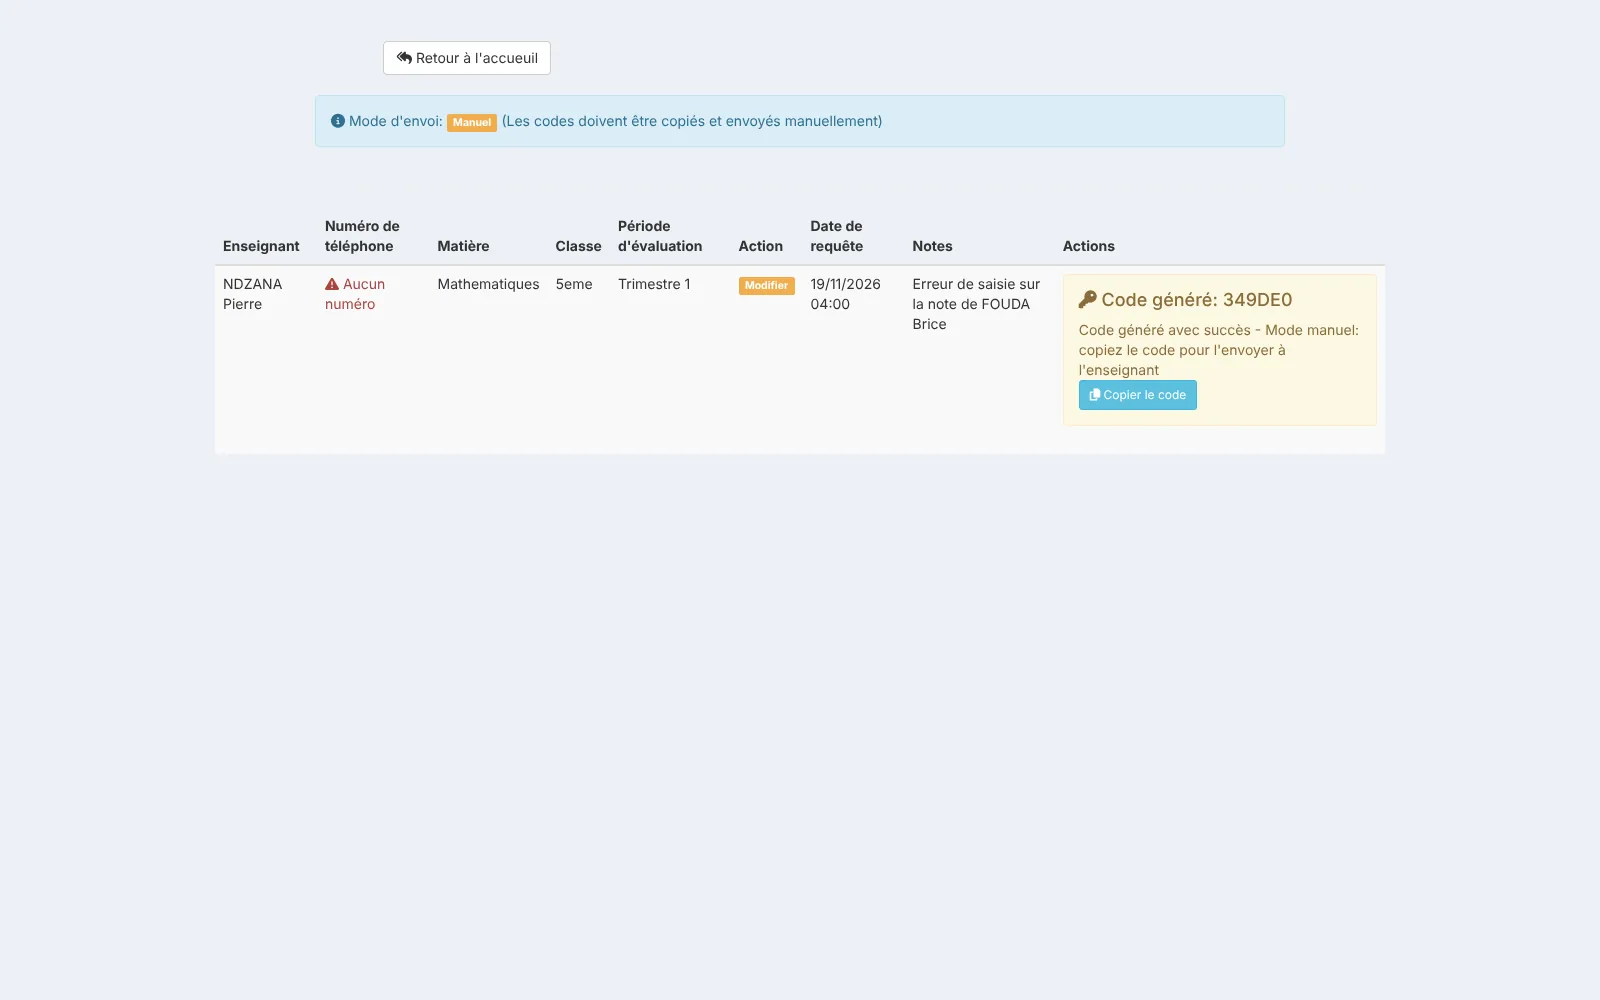 Retour à l'accueuil
Mode d'envoi: Manuel (Les codes doivent être copiés et envoyés manuellement)
Enseignant
Numéro de
téléphone
Matière
Classe
Période
d'évaluation
Action
Date de
requête
Notes
Actions
NDZANA
Pierre
Aucun
numéro
Mathematiques
5eme
Trimestre 1
Modifier
19/11/2026
04:00
Erreur de saisie sur
la note de FOUDA
Brice
Code généré: 349DE0
Code généré avec succès - Mode manuel:
copiez le code pour l'envoyer à
l'enseignant
Copier le code